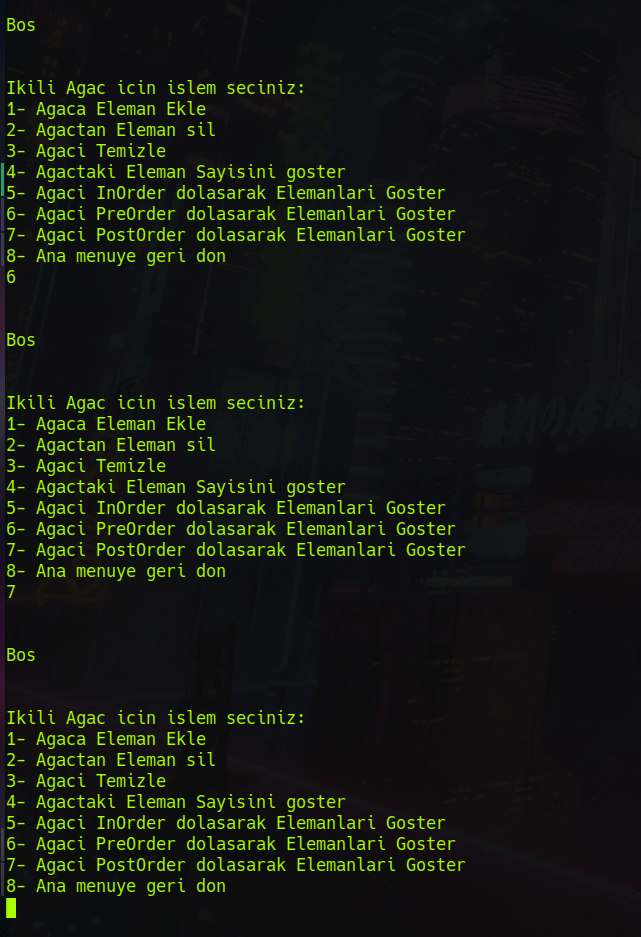 Bos
Ikili Agac icin islem seciniz:
1- Agaca Eleman Ekle
2- Agactan Eleman sil
3- Agaci Temizle
4- Agactaki Eleman Sayisini goster
5- Agaci InOrder dolasarak Elemanlari Goster
6- Agaci PreOrder dolasarak Elemanlari Goster
7- Agaci PostOrder dolasarak Elemanlari Goster
8- Ana menuye geri don
6
Bos
Ikili Agac icin islem seciniz:
1- Agaca Eleman Ekle
2- Agactan Eleman sil
3- Agaci Temizle
4- Agactaki Eleman Sayisini goster
5- Agaci InOrder dolasarak Elemanlari Goster
6- Agaci PreOrder dolasarak Elemanlari Goster
7- Agaci PostOrder dolasarak Elemanlari Goster
8- Ana menuye geri don
7
Bos
Ikili Agac icin islem seciniz:
1- Agaca Eleman Ekle
2- Agactan Eleman sil
3- Agaci Temizle
4- Agactaki Eleman Sayisini goster
5- Agaci InOrder dolasarak Elemanlari Goster
6- Agaci PreOrder dolasarak Elemanlari Goster
7- Agaci PostOrder dolasarak Elemanlari Goster
8- Ana menuye geri don